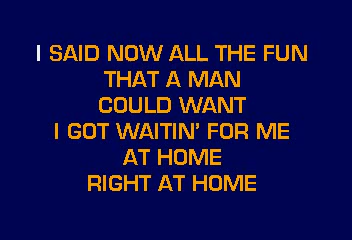 I SAID NOW ALL THE FUN
THAT A MAN
COULD WANT
I GOT WAITIN' FOR ME
AT HOME
RIGHT AT HOME